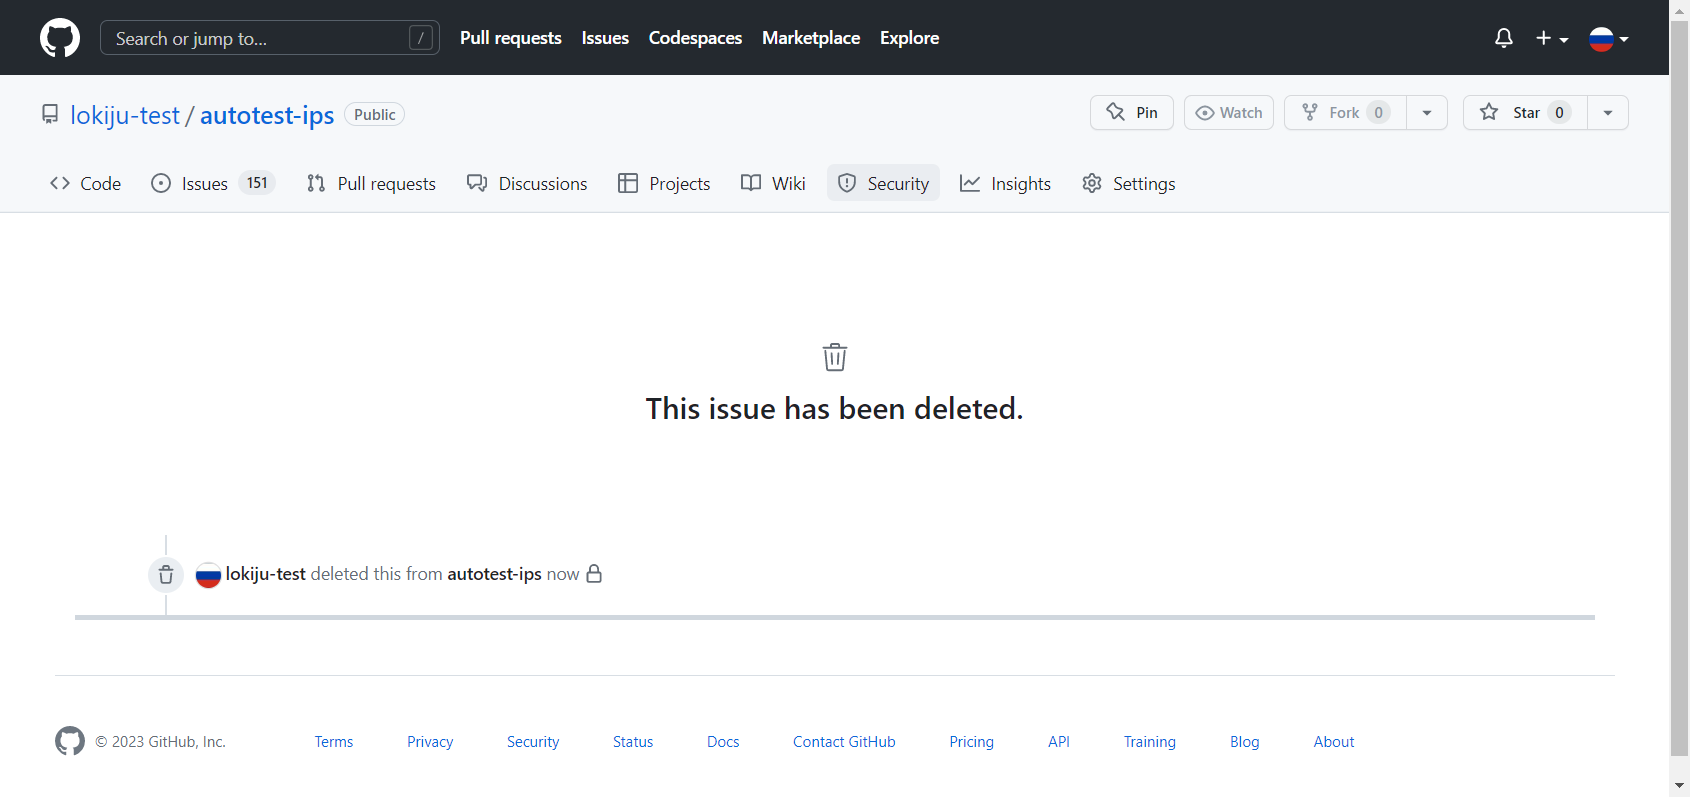 Search or jump to... / Pull requests Issues Codespaces Marketplace Explore
lokiju-test / autotest-ips Public Pin Watch Fork 0 Star 0
Code Issues 151 Pull requests Discussions Projects Wiki Security Insights Settings
This issue has been deleted.
lokiju-test deleted this from autotest-ips now
© 2023 GitHub, Inc. Terms Privacy Security Status Docs Contact GitHub Pricing API Training Blog About